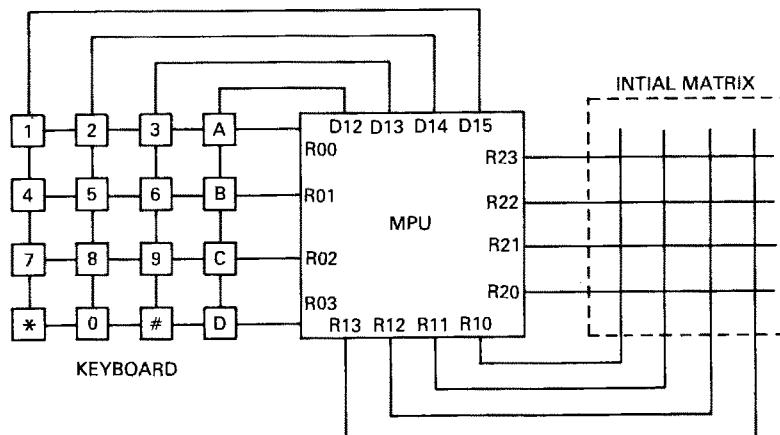 INTIAL MATRIX
1 2 3 A
D12 D13 D14 D15
R00
R23
4 5 6 B
R01
R22
MPU
R21
7 8 9 C
R02
R20
R03
* 0 # D
R13 R12 R11 R10
KEYBOARD